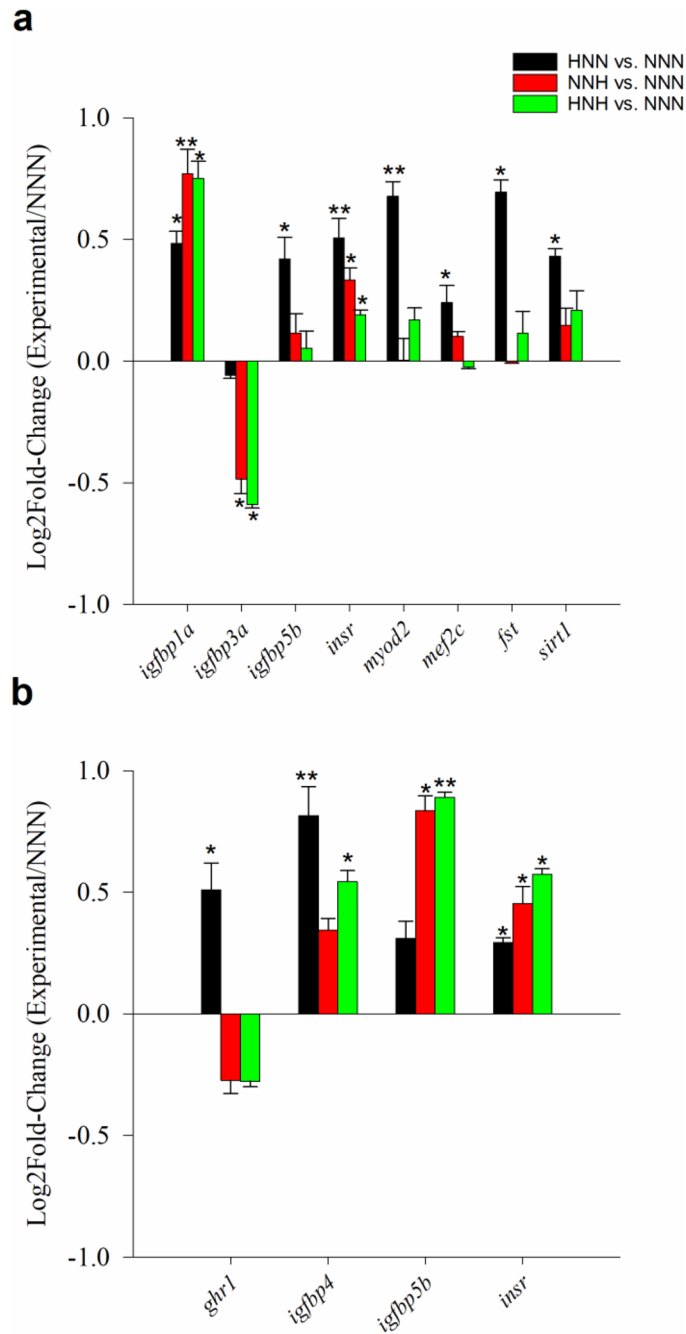 a
HNN vs. NNN
NNH vs. NNN
HNH vs. NNN
Log2Fold-Change (Experimental/NNN)
1.0
0.5
0.0
-0.5
-1.0
* ** *
* *
*
** * *
**
*
*
*
igfbp1a igfbp3a igfbp5b insr myod2 mef2c fst sirt1
b
Log2Fold-Change (Experimental/NNN)
1.0
0.5
0.0
-0.5
-1.0
*
** *
* **
* * *
ghr1 igfbp4 igfbp5b insr